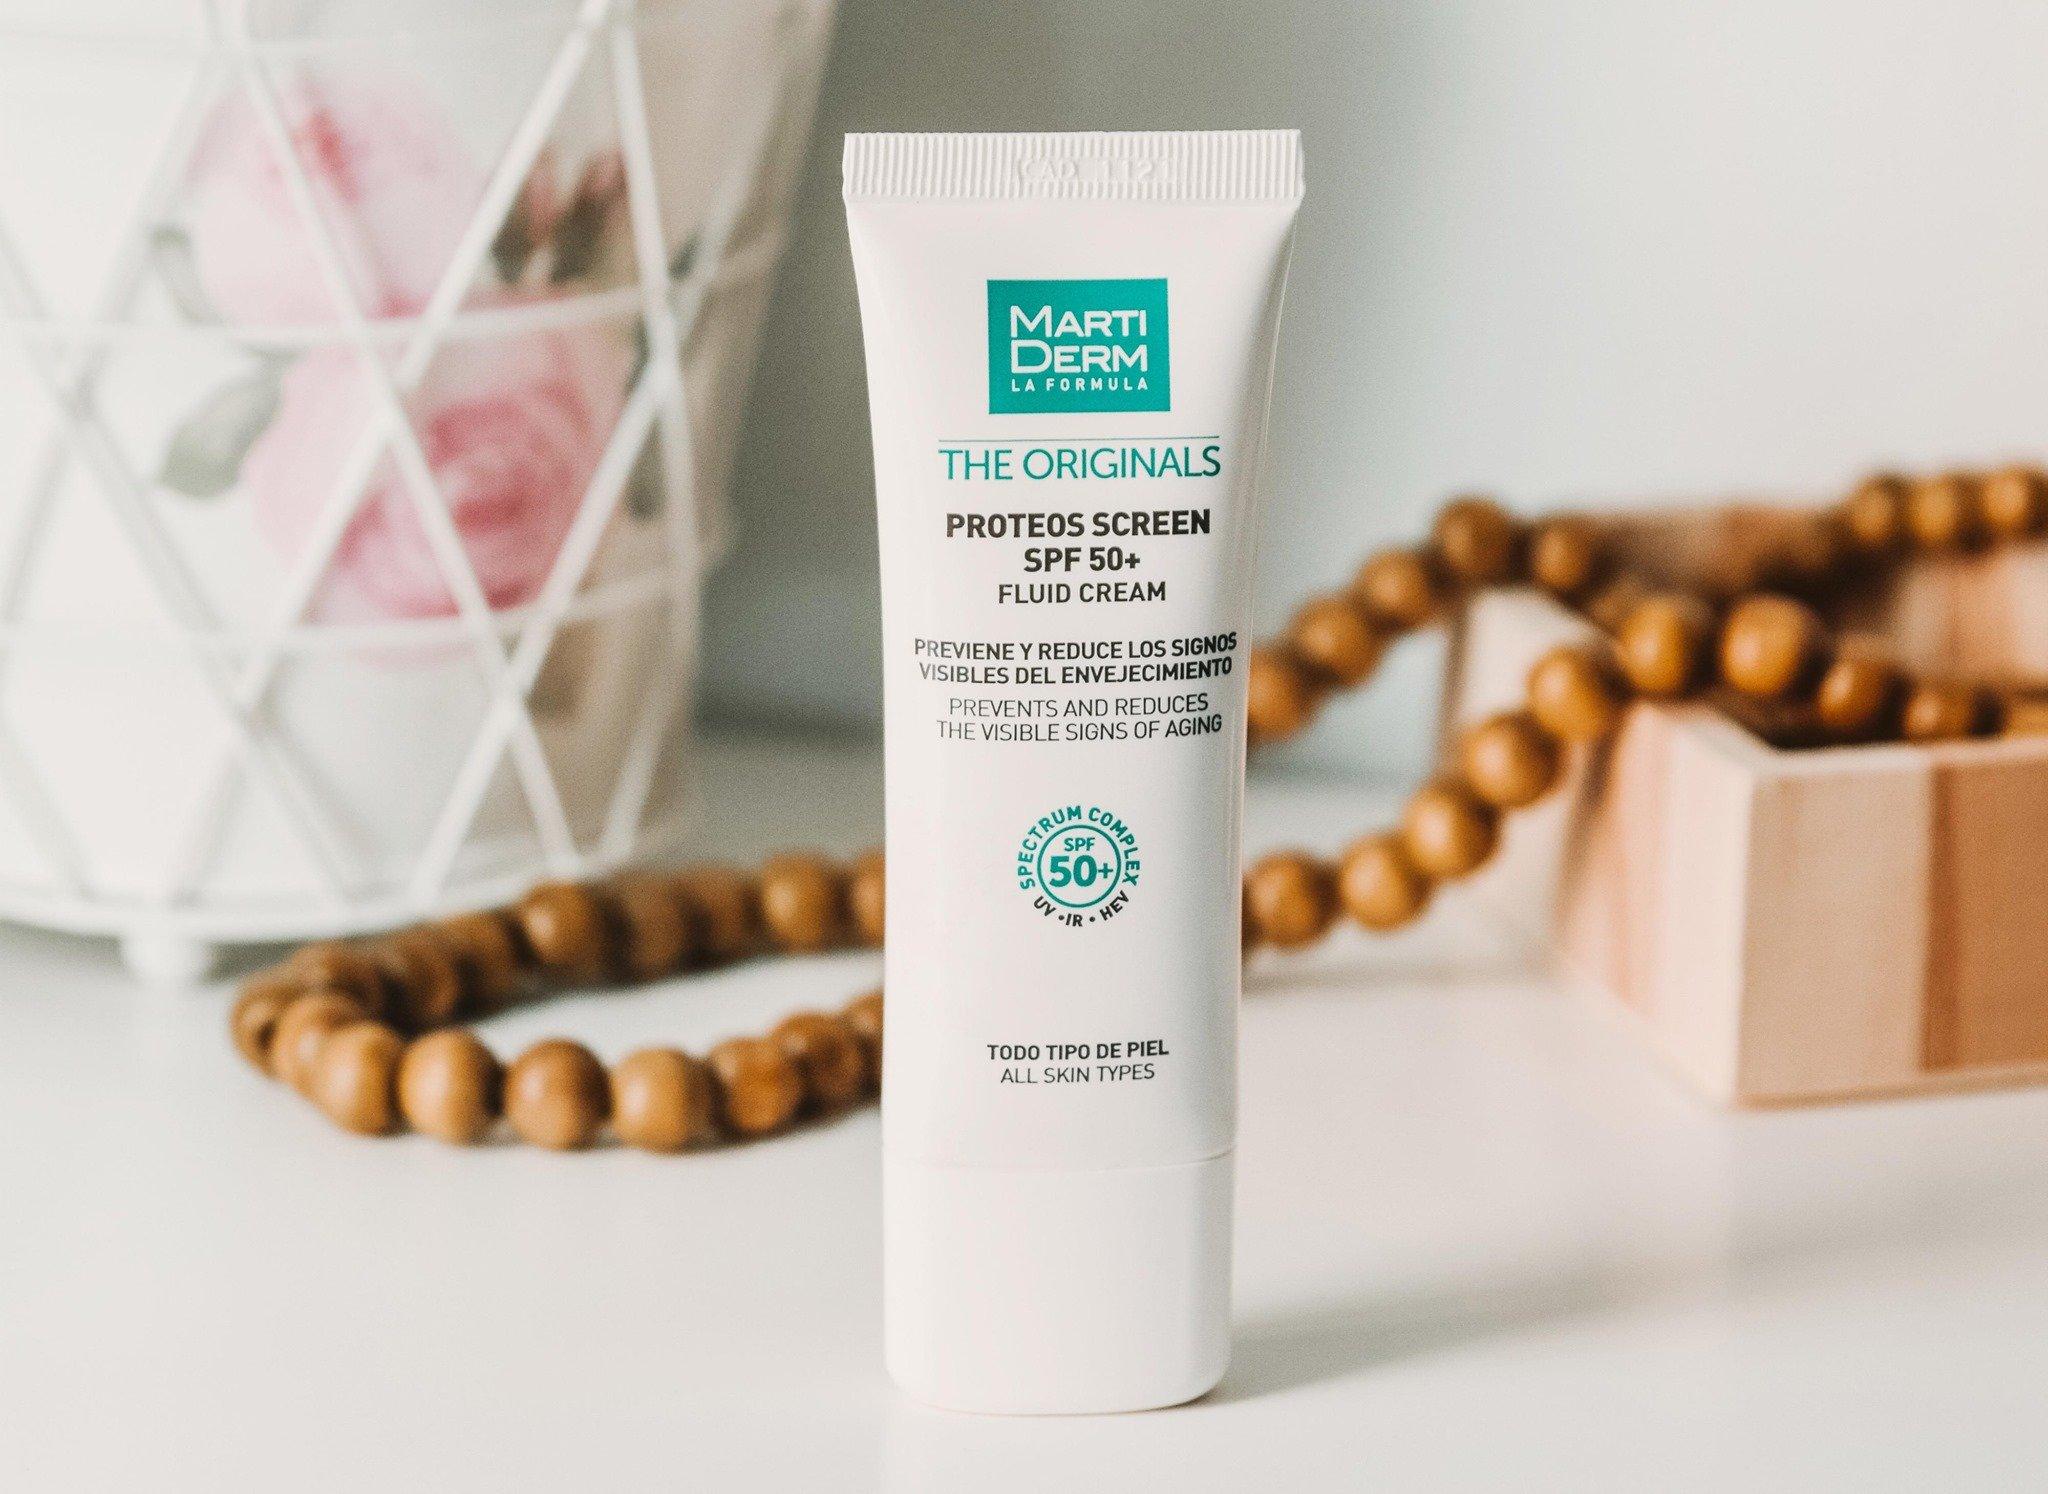 CAD 1121
MARTI
DERM
LA FORMULA
THE ORIGINALS
PROTEOS SCREEN
SPF 50+
FLUID CREAM
PREVIENE Y REDUCE LOS SIGNOS
VISIBLES DEL ENVEJECIMIENTO
PREVENTS AND REDUCES
THE VISIBLE SIGNS OF AGING
SPECTRUM COMPLEX
SPF
50+
UV • IR • HEV
TODO TIPO DE PIEL
ALL SKIN TYPES